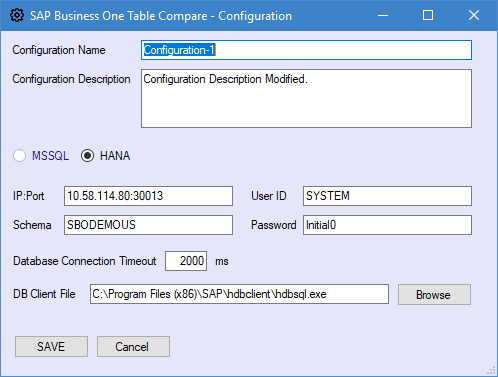 SAP Business One Table Compare - Configuration
Configuration Name Configuration-1
Configuration Description Configuration Description Modified.
MSSQL HANA
IP:Port 10.58.114.80:30013 User ID SYSTEM
Schema SBODEMOUS Password Initial0
Database Connection Timeout 2000 ms
DB Client File C:\Program Files (x86)\SAP\hdbclient\hdbsql.exe Browse
SAVE Cancel